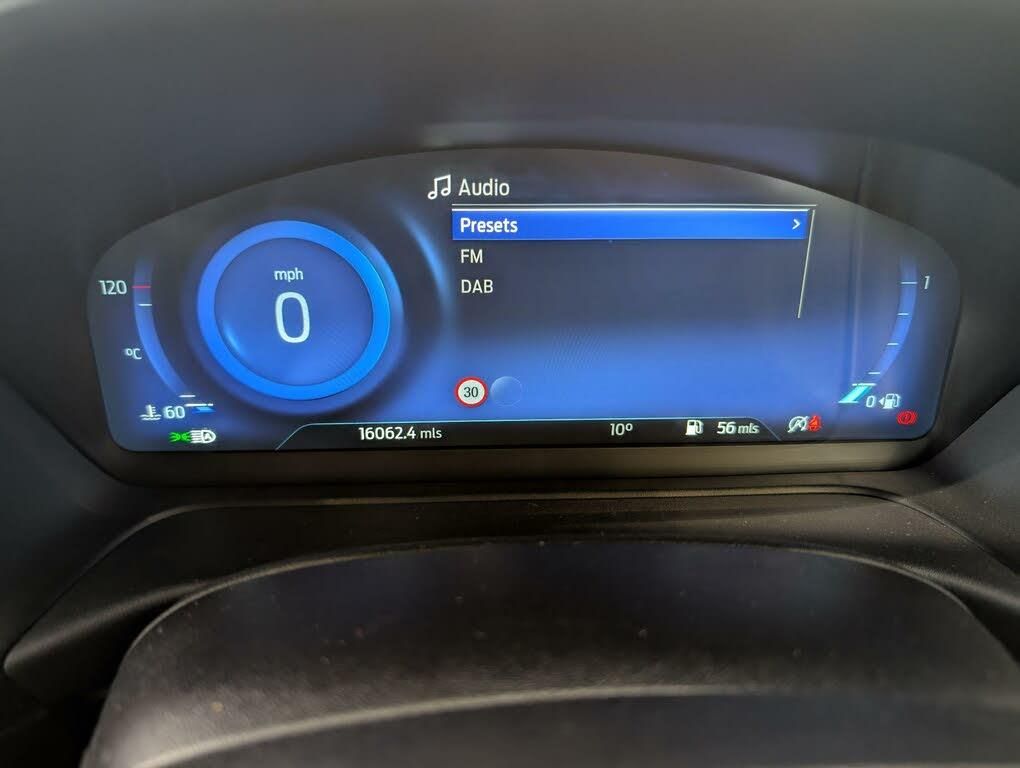 Audio
Presets
FM
DAB
mph
0
120
°C
60
1
0
30
16062.4 mls
10°
56 mls